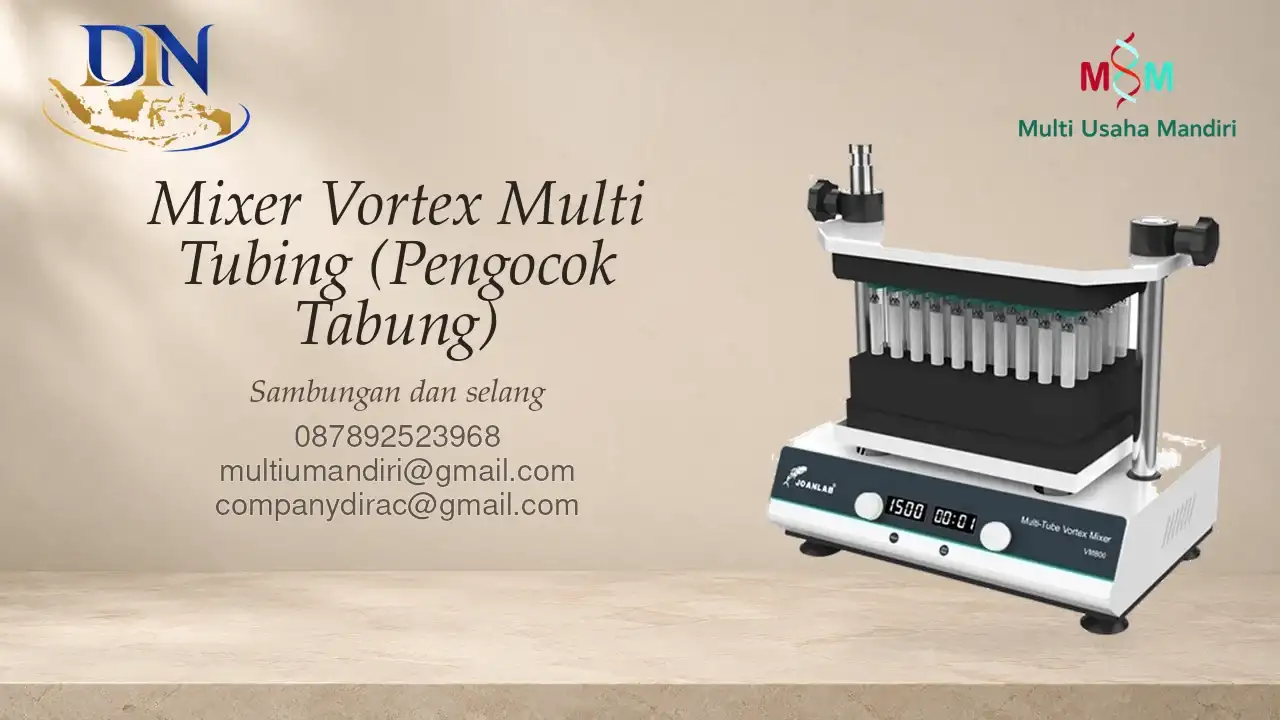 DIN
MSM
Multi Usaha Mandiri
Mixer Vortex Multi
Tubing (Pengocok
Tabung)
Sambungan dan selang
087892523968
multiumandiri@gmail.com
companydirac@gmail.com
JOANLAB®
1500 00:01
Multi-Tube Vortex Mixer